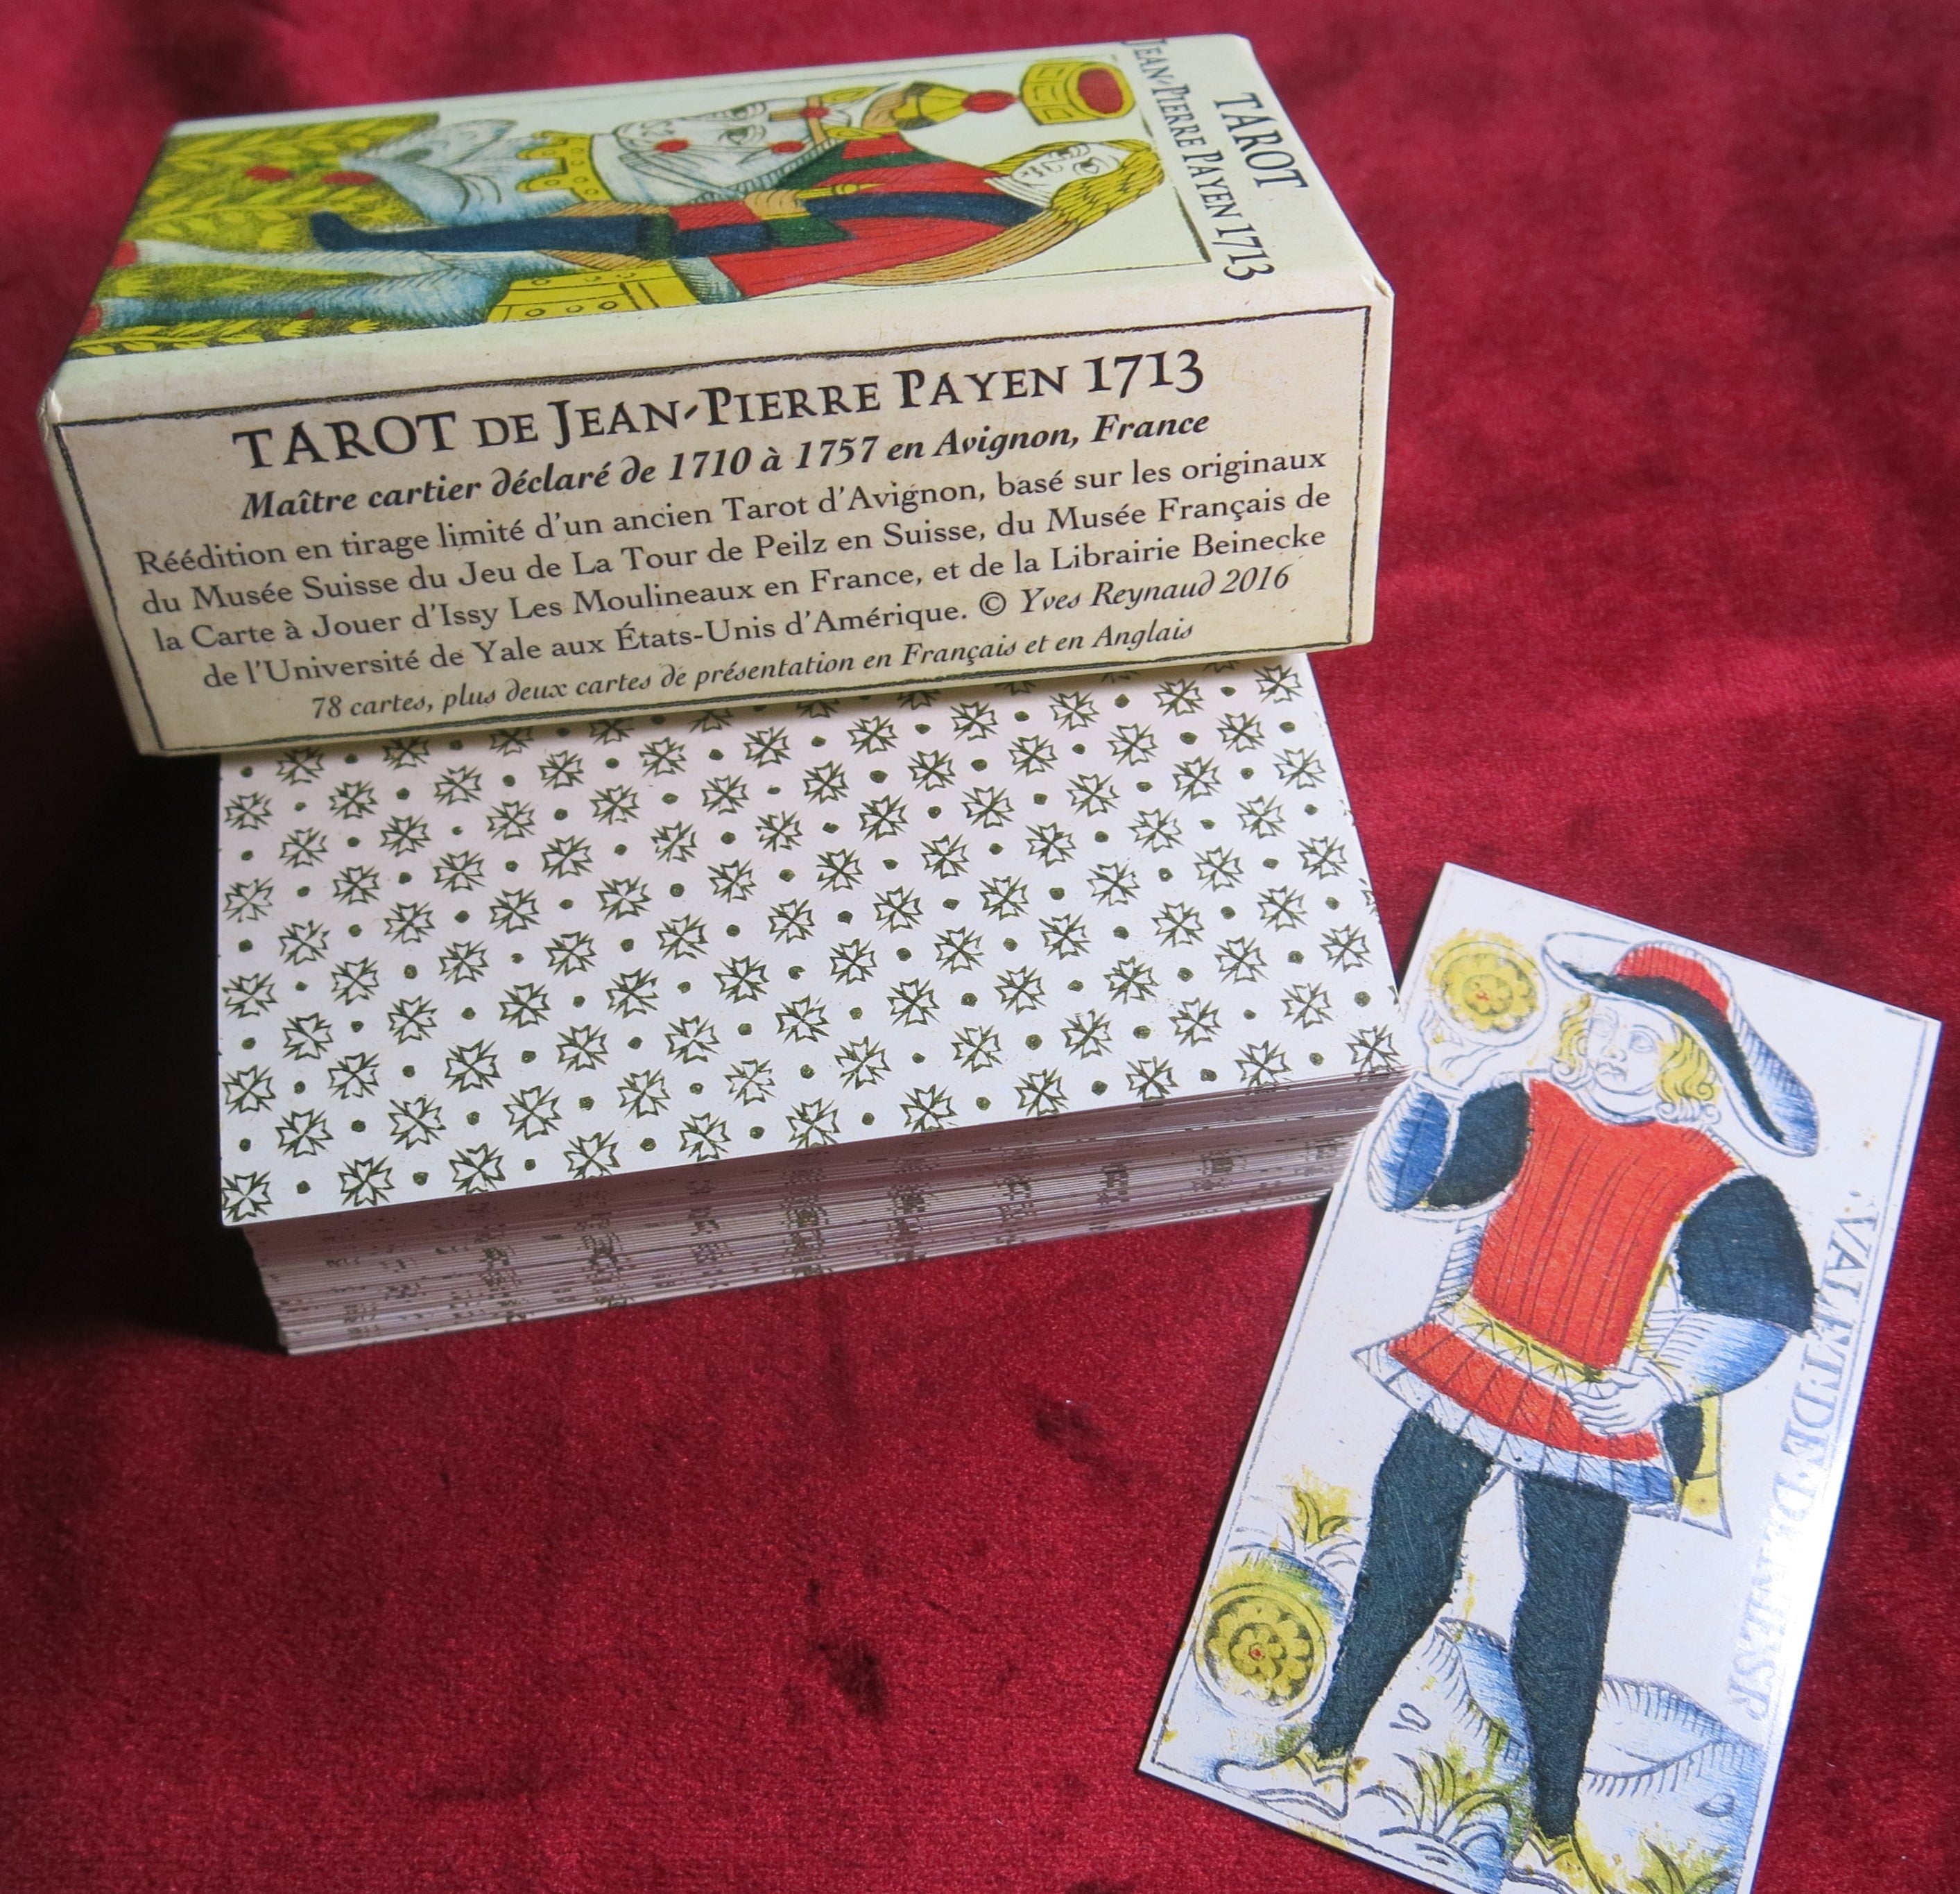 TAROT
JEAN-PIERRE PAYEN 1713
TAROT DE JEAN-PIERRE PAYEN 1713
Maître cartier déclaré de 1710 à 1757 en Avignon, France
Réédition en tirage limité d'un ancien Tarot d'Avignon, basé sur les originaux
du Musée Suisse du Jeu de La Tour de Peilz en Suisse, du Musée Français de
la Carte à Jouer d'Issy Les Moulineaux en France, et de la Librairie Beinecke
de l'Université de Yale aux États-Unis d'Amérique. © Yves Reynaud 2016
78 cartes, plus deux cartes de présentation en Français et en Anglais
VALET DE